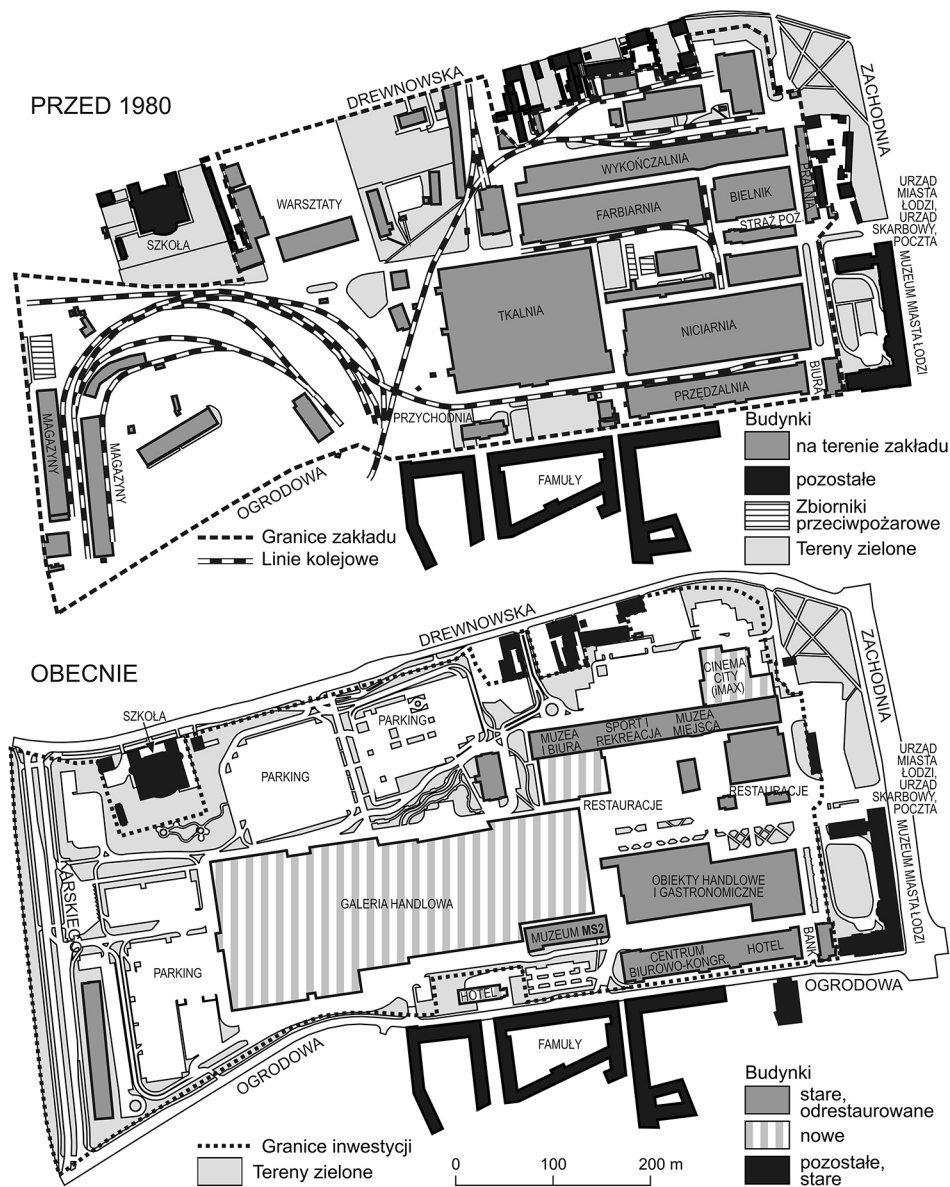 PRZED 1980
DREWNOWSKA
ZACHODNIA
WYKOŃCZALNIA
PRALNIA
URZĄD
MIASTA
ŁODZI,
URZĄD
SKARBOWY,
POCZTA
BIELNIK
WARSZTATY
FARBIARNIA
STRAŻ POŻ.
SZKOŁA
MUZEUM MIASTA ŁODZI
TKALNIA
NICIARNIA
PRZĘDZALNIA
BIURA
PRZYCHODNIA
MAGAZYNY
MAGAZYNY
OGRODOWA
FAMUŁY
Budynki
na terenie zakładu
pozostałe
Zbiorniki
przeciwpożarowe
Tereny zielone
Granice zakładu
Linie kolejowe
OBECNIE
DREWNOWSKA
ZACHODNIA
SZKOŁA
CINEMA
CITY
(iMAX)
PARKING
MUZEA
I BIURA
SPORT I
REKREACJA
MUZEA
MIEJSCA
PARKING
URZĄD
MIASTA
ŁODZI,
URZĄD
SKARBOWY,
POCZTA
RESTAURACJE
RESTAURACJE
MUZEUM MIASTA ŁODZI
KARSKIEGO
GALERIA HANDLOWA
OBIEKTY HANDLOWE
I GASTRONOMICZNE
MUZEUM MS2
PARKING
CENTRUM
BIUROWO-KONGR.
HOTEL
BANK
HOTEL
OGRODOWA
OGRODOWA
FAMUŁY
Budynki
stare,
odrestaurowane
nowe
pozostałe,
stare
Granice inwestycji
Tereny zielone
0 100 200 m